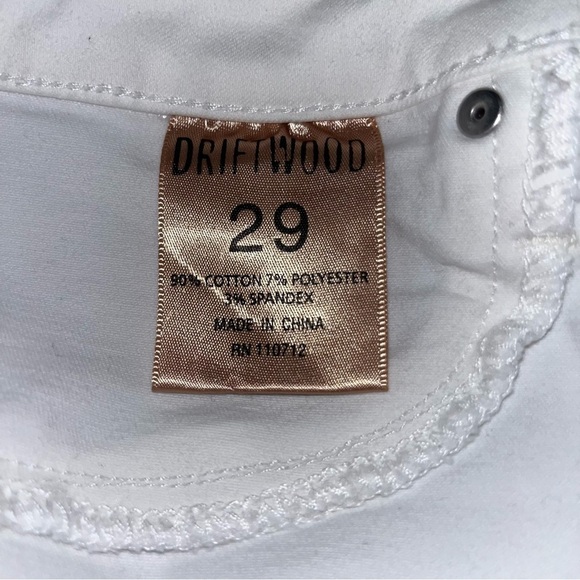 DRIFTWOOD
29
90% COTTON 7% POLYESTER
3% SPANDEX
MADE IN CHINA
RN 110712